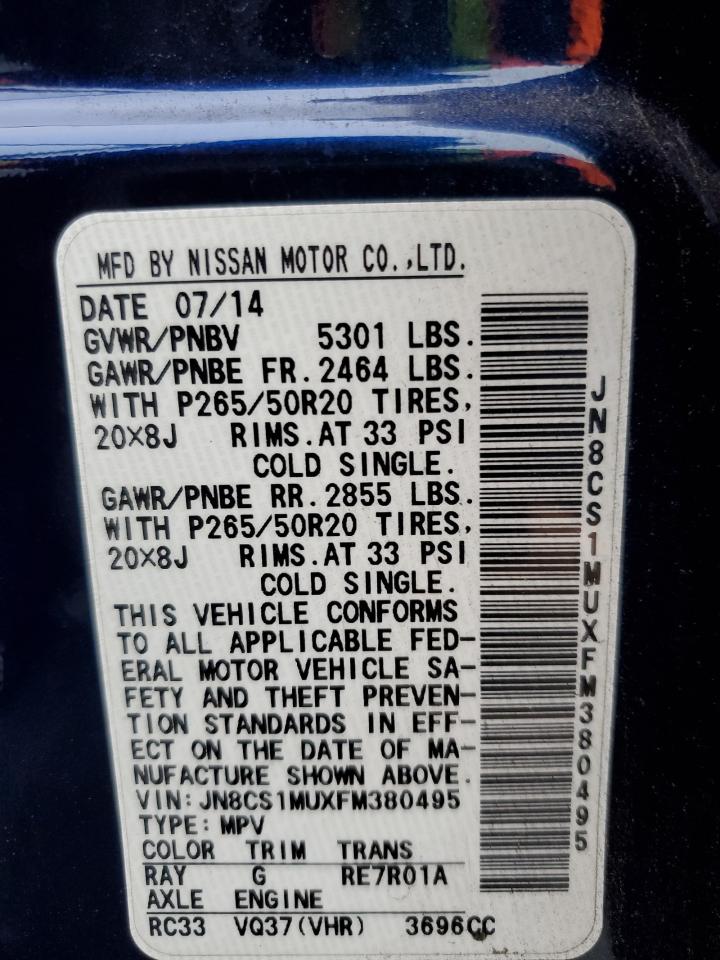 MFD BY NISSAN MOTOR CO.,LTD.
DATE 07/14
GVWR/PNBV 5301 LBS.
GAWR/PNBE FR. 2464 LBS.
WITH P265/50R20 TIRES,
20X8J RIMS. AT 33 PSI
COLD SINGLE.
GAWR/PNBE RR. 2855 LBS.
WITH P265/50R20 TIRES,
20X8J RIMS. AT 33 PSI
COLD SINGLE.
THIS VEHICLE CONFORMS
TO ALL APPLICABLE FED-
ERAL MOTOR VEHICLE SA-
FETY AND THEFT PREVEN-
TION STANDARDS IN EFF-
ECT ON THE DATE OF MA-
NUFACTURE SHOWN ABOVE.
VIN: JN8CS1MUXFM380495
TYPE: MPV
COLOR TRIM TRANS
RAY G RE7R01A
AXLE ENGINE
RC33 VQ37(VHR) 3696CC
JN8CS1MUXFM380495